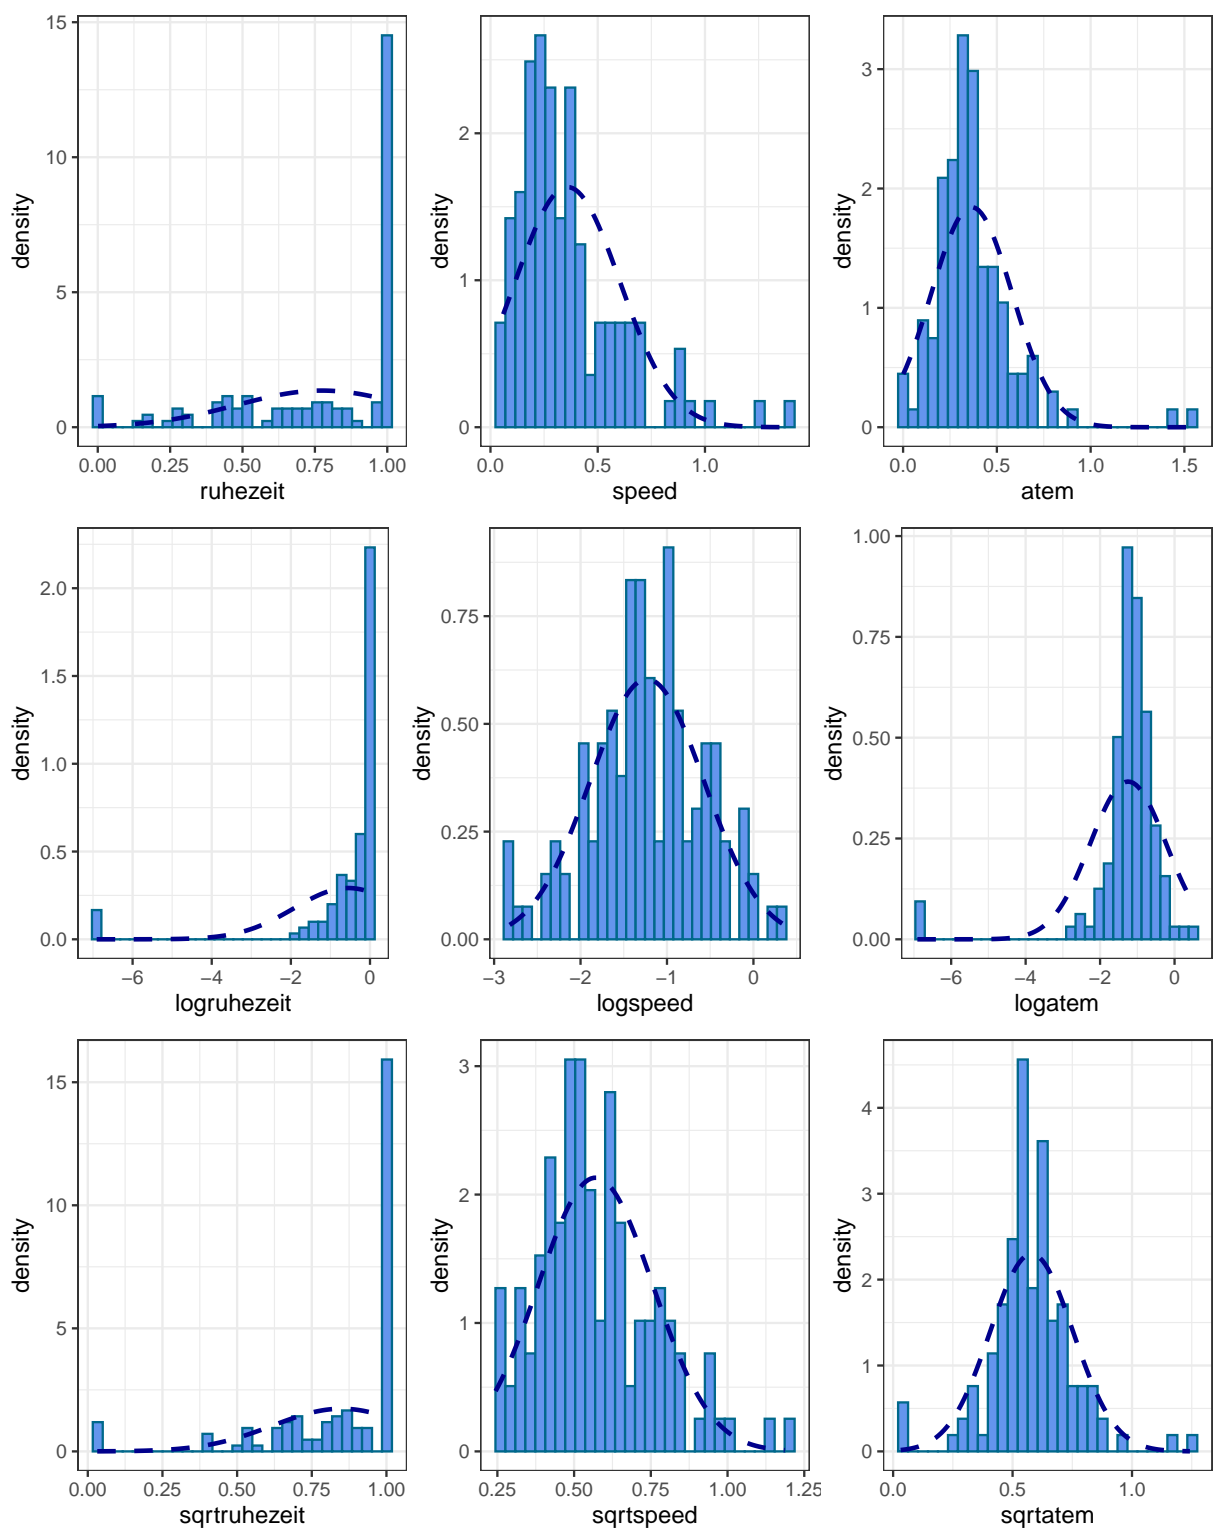 density
15
10
5
0
0.00 0.25 0.50 0.75 1.00
ruhezeit
density
2
1
0
0.0 0.5 1.0
speed
density
3
2
1
0
0.0 0.5 1.0 1.5
atem
density
2.0
1.5
1.0
0.5
0.0
−6 −4 −2 0
logruhezeit
density
0.75
0.50
0.25
0.00
−3 −2 −1 0
logspeed
density
1.00
0.75
0.50
0.25
0.00
−6 −4 −2 0
logatem
density
15
10
5
0
0.00 0.25 0.50 0.75 1.00
sqrtruhezeit
density
3
2
1
0
0.25 0.50 0.75 1.00 1.25
sqrtspeed
density
4
3
2
1
0
0.0 0.5 1.0
sqrtatem